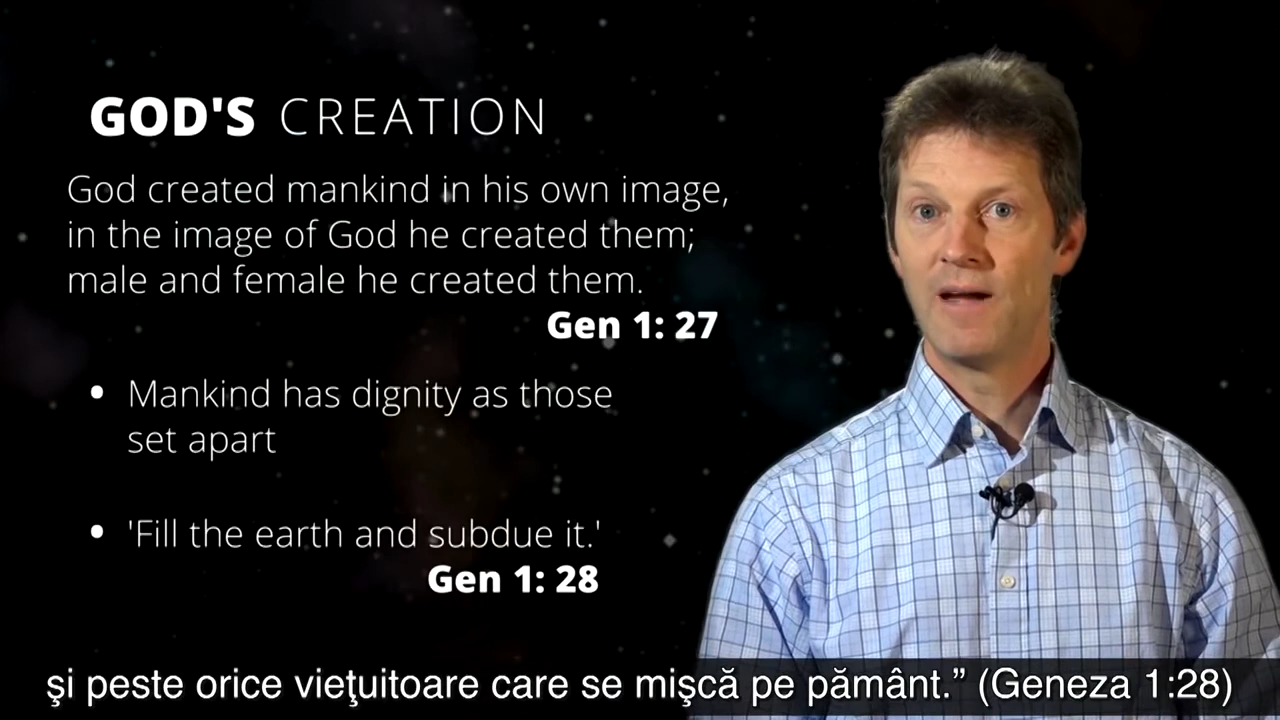 GOD'S CREATION
God created mankind in his own image,
in the image of God he created them;
male and female he created them.
Gen 1: 27
• Mankind has dignity as those
set apart
• 'Fill the earth and subdue it.'
Gen 1: 28
şi peste orice vieţuitoare care se mişcă pe pământ.” (Geneza 1:28)